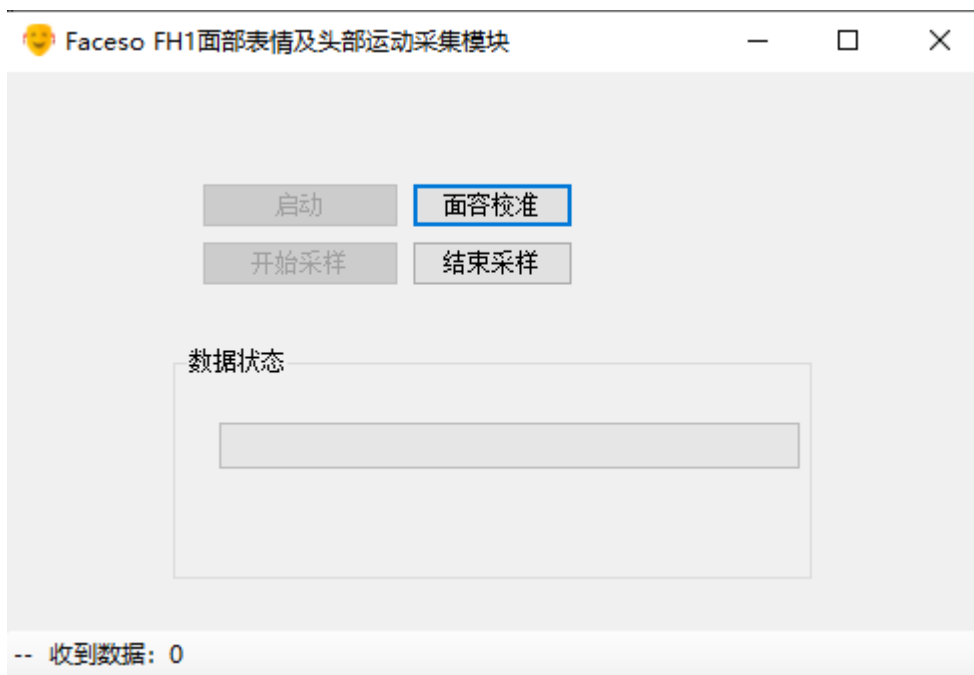 Faceso FH1面部表情及头部运动采集模块
启动 面容校准
开始采样 结束采样
数据状态
-- 收到数据: 0